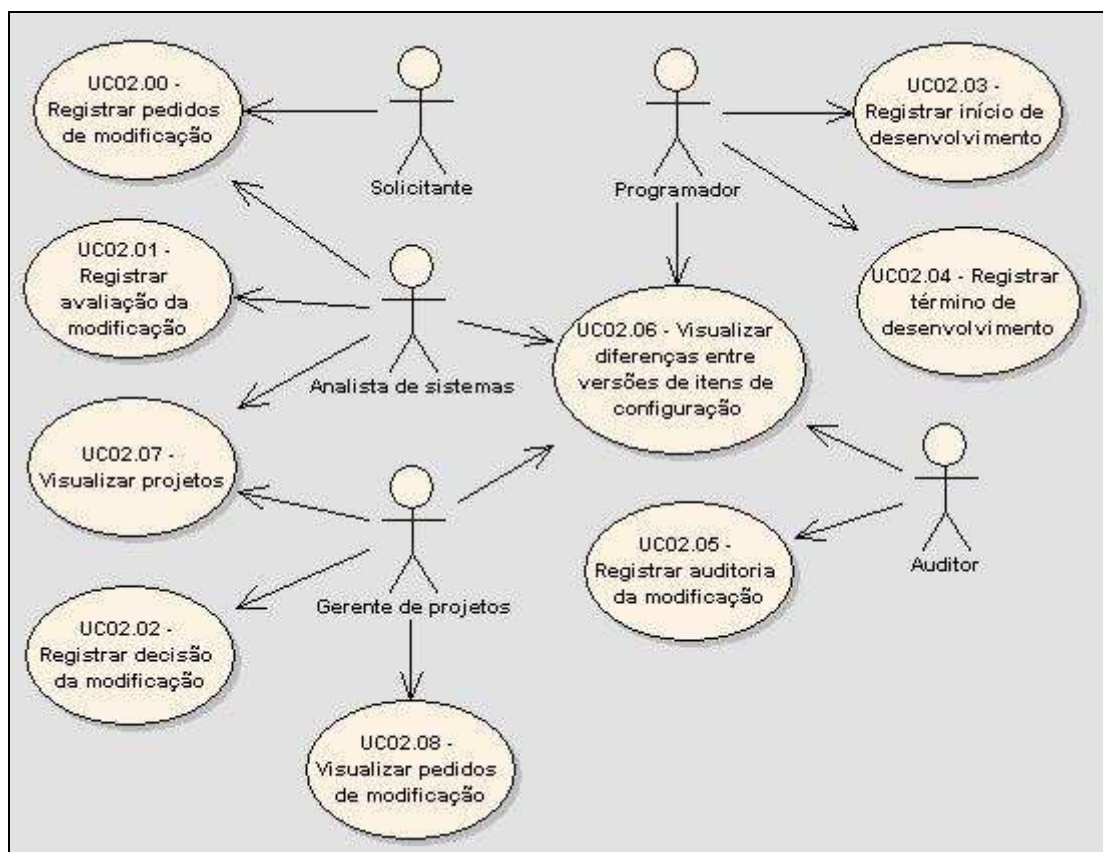 UC02.00 -
Registrar pedidos
de modificação
Solicitante
Programador
UC02.03 -
Registrar início de
desenvolvimento
UC02.01 -
Registrar
avaliação da
modificação
Analista de sistemas
UC02.06 - Visualizar
diferenças entre
versões de itens de
configuração
UC02.04 - Registrar
término de
desenvolvimento
UC02.07 -
Visualizar projetos
Gerente de projetos
UC02.05 -
Registrar auditoria
da modificação
Auditor
UC02.02 -
Registrar decisão
da modificação
UC02.08 -
Visualizar pedidos
de modificação